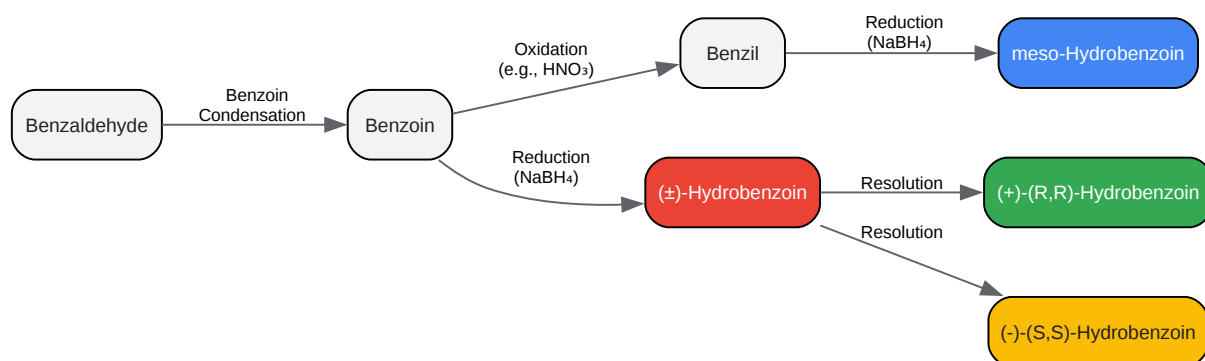 Benzaldehyde
Benzoin
Condensation
Benzoin
Oxidation
(e.g., HNO₃)
Benzil
Reduction
(NaBH₄)
meso-Hydrobenzoin
Reduction
(NaBH₄)
(±)-Hydrobenzoin
Resolution
(+)-(R,R)-Hydrobenzoin
Resolution
(-)-(S,S)-Hydrobenzoin